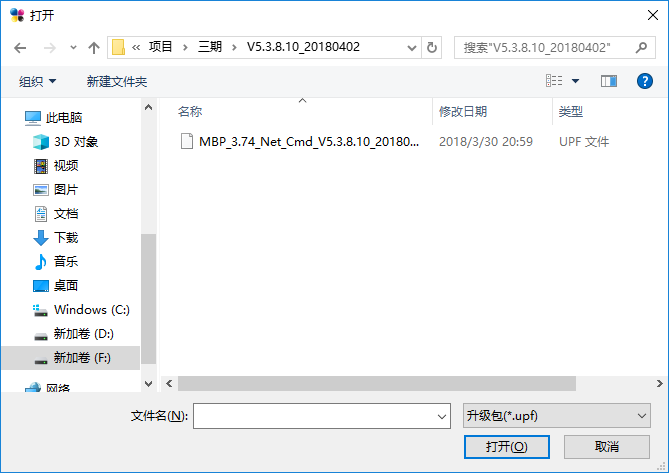 打开
« 项目 › 三期 › V5.3.8.10_20180402
搜索"V5.3.8.10_20180402"
组织 新建文件夹
名称 修改日期 类型
MBP_3.74_Net_Cmd_V5.3.8.10_20180... 2018/3/30 20:59 UPF 文件
此电脑
3D 对象
视频
图片
文档
下载
音乐
桌面
Windows (C:)
新加卷 (D:)
新加卷 (F:)
网络
文件名(N):
升级包(*.upf)
打开(O) 取消